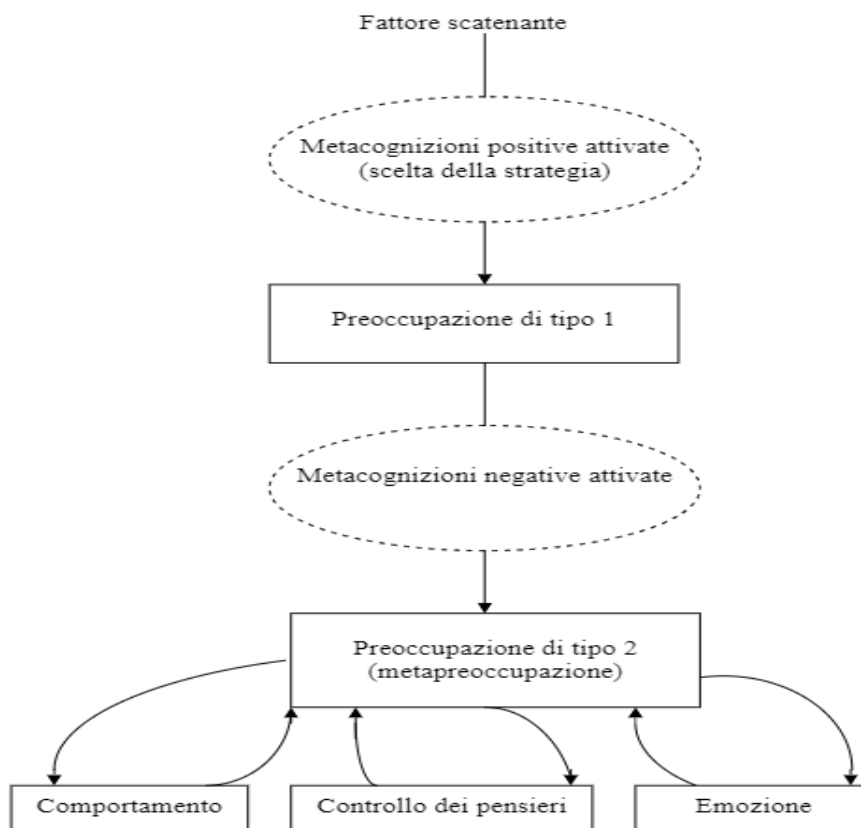 Fattore scatenante
Metacognizioni positive attivate
(scelta della strategia)
Preoccupazione di tipo 1
Metacognizioni negative attivate
Preoccupazione di tipo 2
(metapreoccupazione)
Comportamento
Controllo dei pensieri
Emozione